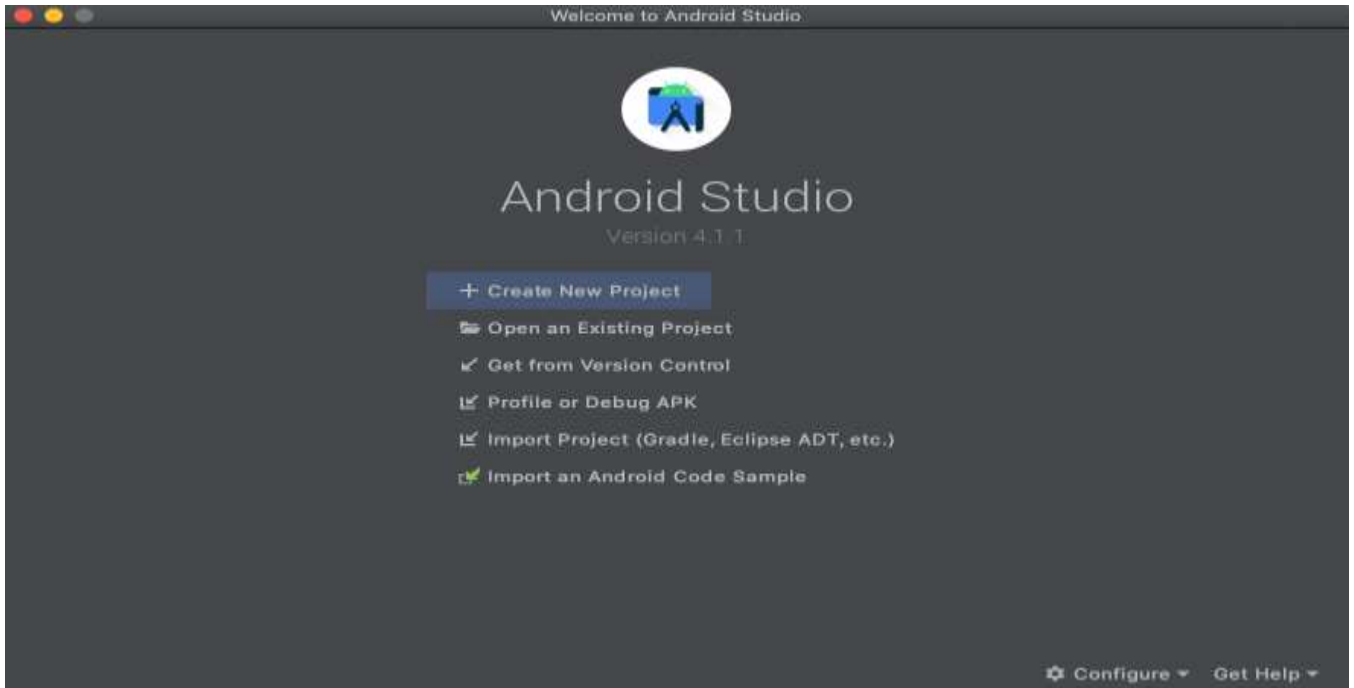 Welcome to Android Studio
Android Studio
Version 4.1.1
Create New Project
Open an Existing Project
Get from Version Control
Profile or Debug APK
Import Project (Gradle, Eclipse ADT, etc.)
Import an Android Code Sample
Configure Get Help